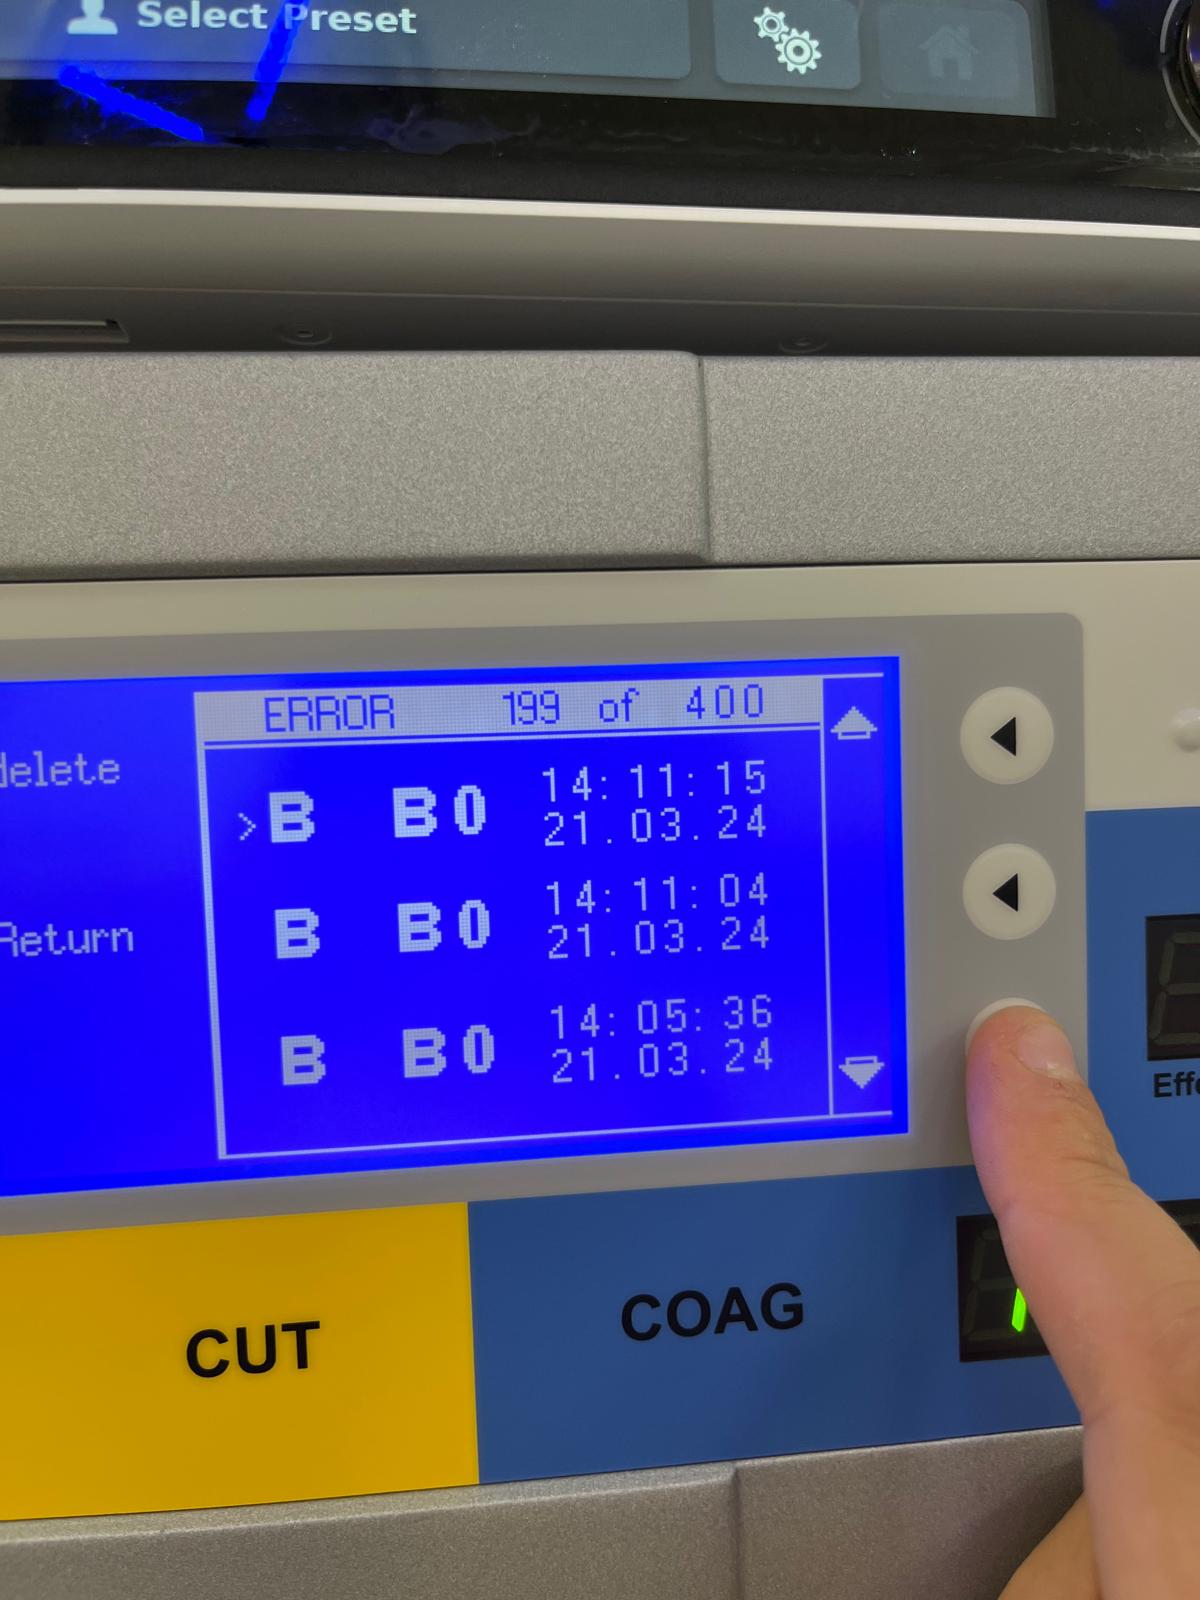 Select Preset
ERROR 199 of 400
delete
>B B0 14:11:15
21.03.24
B B0 14:11:04
21.03.24
Return
B B0 14:05:36
21.03.24
CUT
COAG